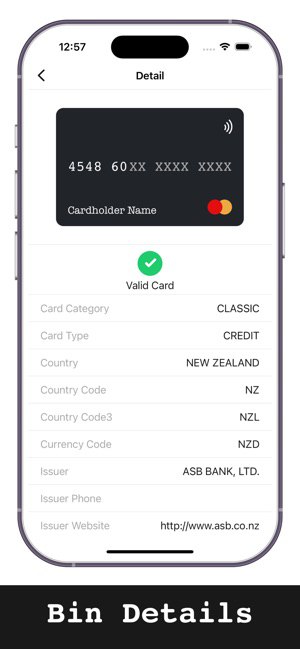 12:57
Detail
4548 60XX XXXX XXXX
Cardholder Name
Valid Card
Card Category CLASSIC
Card Type CREDIT
Country NEW ZEALAND
Country Code NZ
Country Code3 NZL
Currency Code NZD
Issuer ASB BANK, LTD.
Issuer Phone
Issuer Website http://www.asb.co.nz
Bin Details